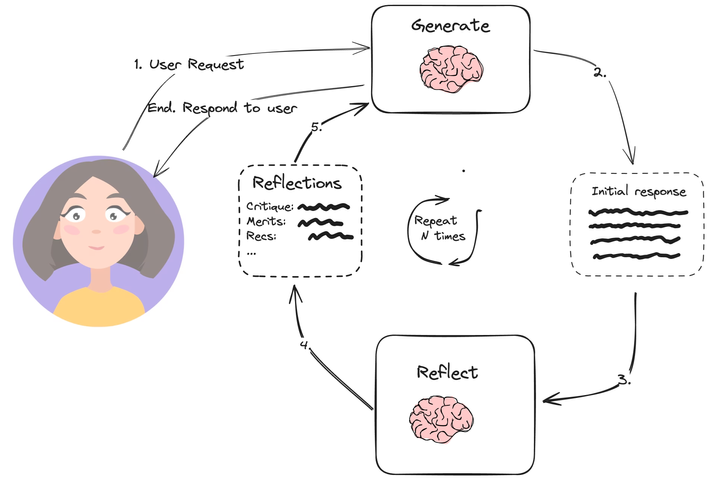 Generate
1. User Request
2.
End. Respond to user
5.
Reflections
Critique:
Merits:
Recs:
...
Repeat
N times
Initial response
4.
3.
Reflect